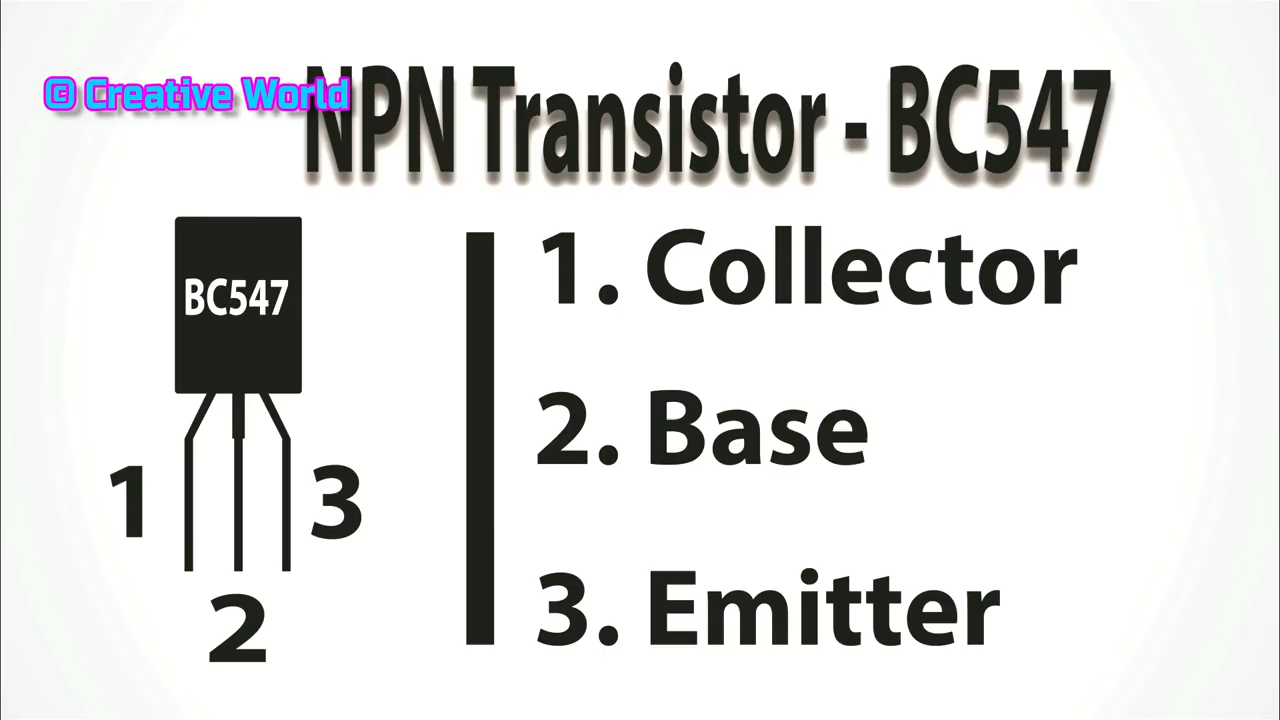 © Creative World
NPN Transistor - BC547
BC547
1
2
3
1. Collector
2. Base
3. Emitter